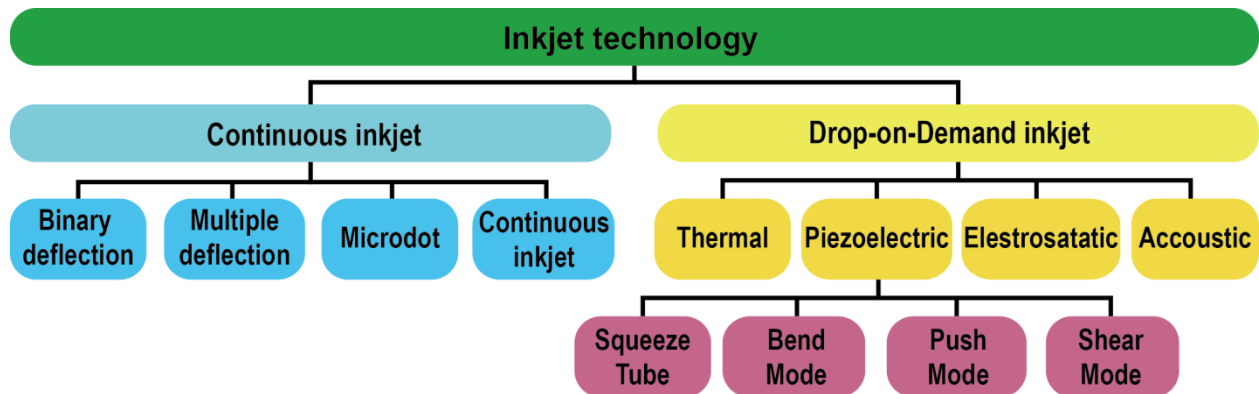 Inkjet technology
Continuous inkjet
Drop-on-Demand inkjet
Binary
deflection
Multiple
deflection
Microdot
Continuous
inkjet
Thermal
Piezoelectric
Elestrosatatic
Accoustic
Squeeze
Tube
Bend
Mode
Push
Mode
Shear
Mode